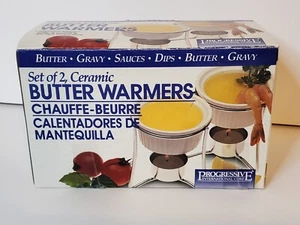 BUTTER • GRAVY • SAUCES • DIPS • BUTTER • GRAVY
Set of 2, Ceramic
BUTTER WARMERS
CHAUFFE-BEURRE
CALENTADORES DE
MANTEQUILLA
PROGRESSIVE
INTERNATIONAL CORP.